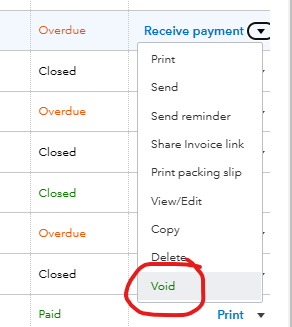 Overdue Receive payment
Closed
Overdue
Closed
Closed
Overdue
Closed
Paid Print
Print
Send
Send reminder
Share Invoice link
Print packing slip
View/Edit
Copy
Delete
Void